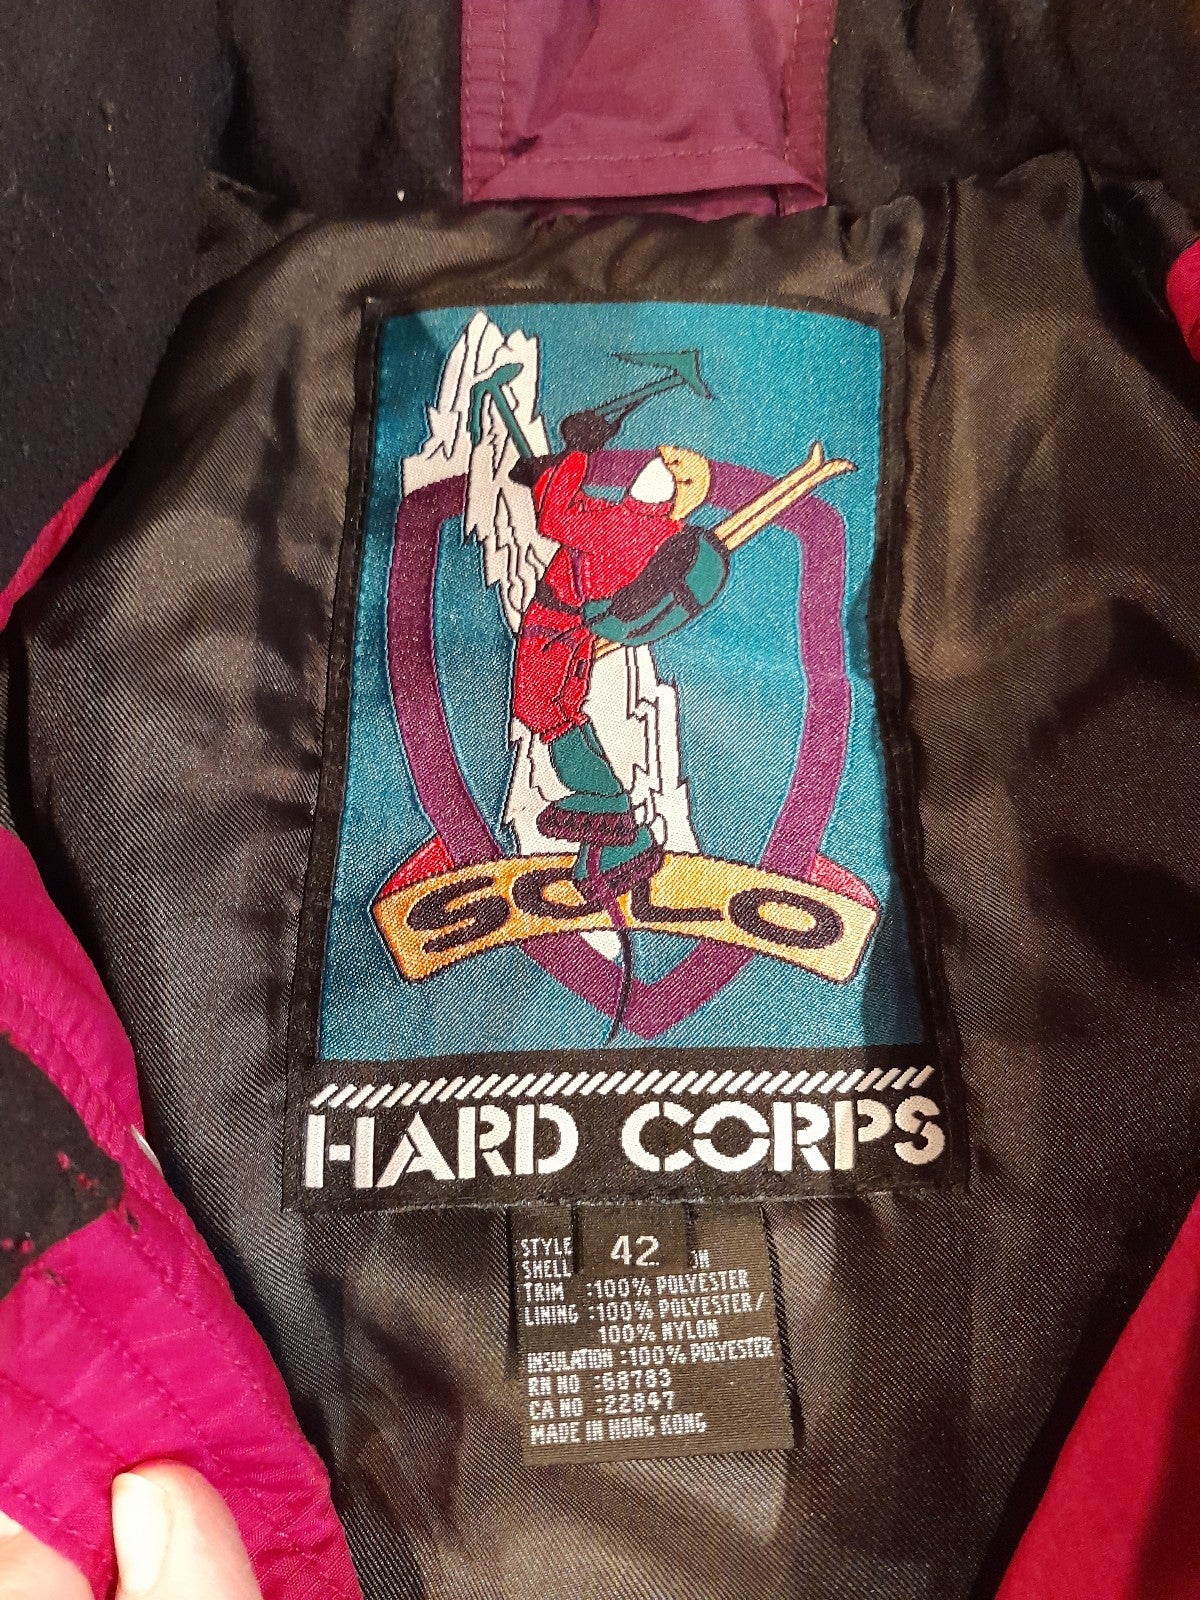 SOLO
HARD CORPS
42
STYLE
SHELL
TRIM :100% POLYESTER
LINING :100% POLYESTER/
100% NYLON
INSULATION :100% POLYESTER
RN NO :68783
CA NO :22847
MADE IN HONG KONG